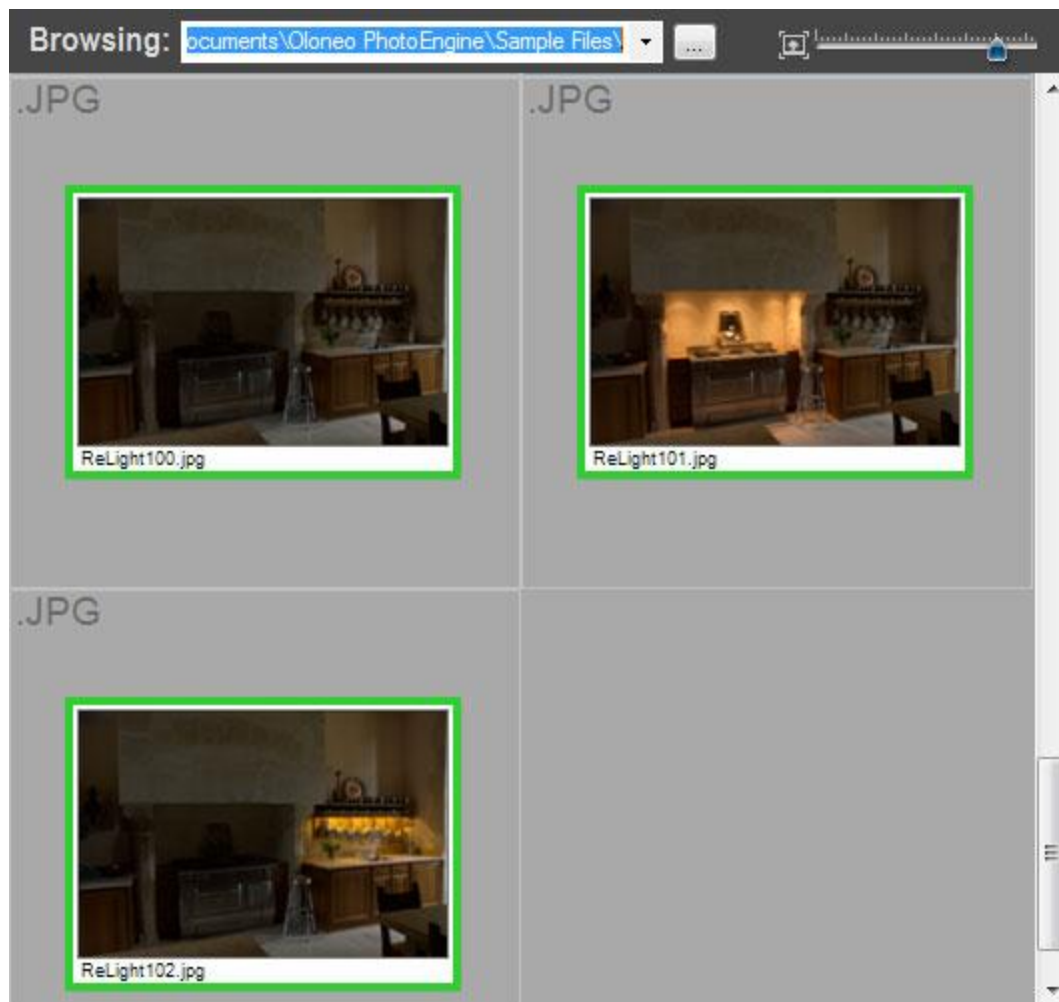 Browsing: ocuments\Oloneo PhotoEngine\Sample Files\ ...
.JPG .JPG
ReLight100.jpg ReLight101.jpg
.JPG
ReLight102.jpg